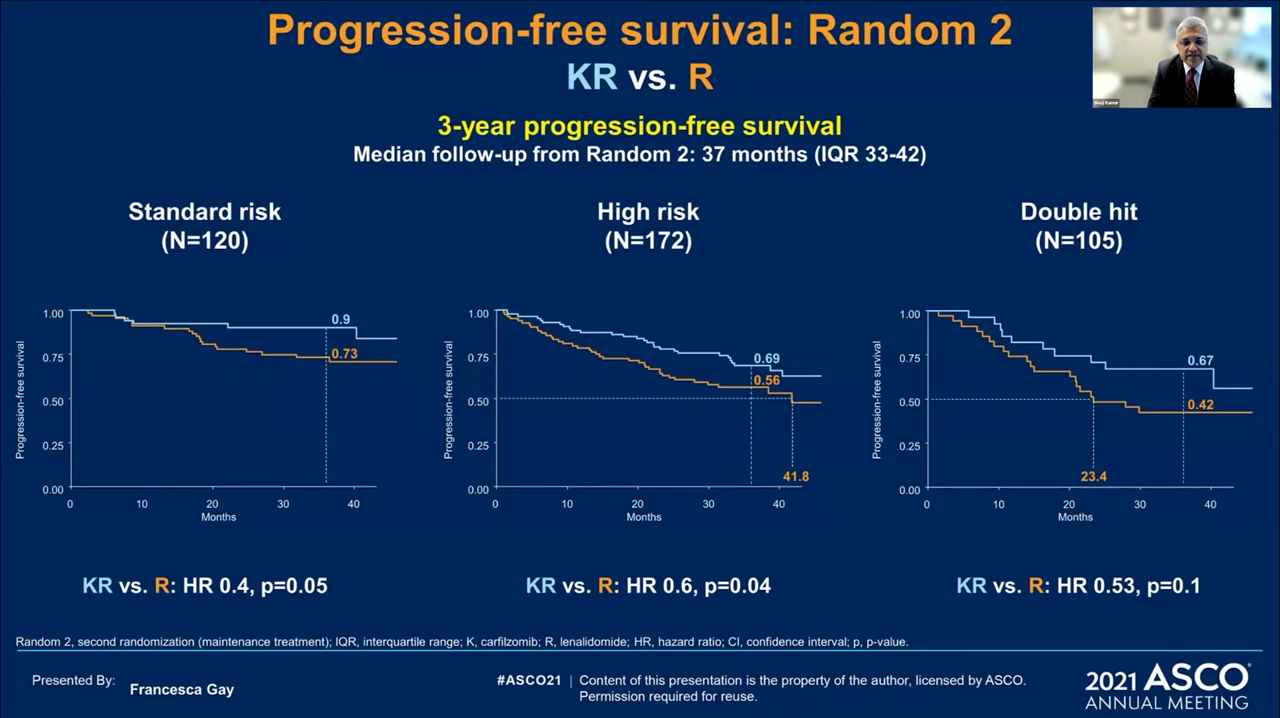 Progression-free survival: Random 2
KR vs. R
3-year progression-free survival
Median follow-up from Random 2: 37 months (IQR 33-42)
Shaji Kumar
Standard risk
(N=120)
High risk
(N=172)
Double hit
(N=105)
Progression-free survival
1.00
0.75
0.50
0.25
0.00
0.9
0.73
0 10 20 30 40
Months
Progression-free survival
1.00
0.75
0.50
0.25
0.00
0.69
0.56
41.8
0 10 20 30 40
Months
Progression-free survival
1.00
0.75
0.50
0.25
0.00
0.67
0.42
23.4
0 10 20 30 40
Months
KR vs. R: HR 0.4, p=0.05
KR vs. R: HR 0.6, p=0.04
KR vs. R: HR 0.53, p=0.1
Random 2, second randomization (maintenance treatment); IQR, interquartile range; K, carfilzomib; R, lenalidomide; HR, hazard ratio; CI, confidence interval; p, p-value.
Presented By: Francesca Gay
#ASCO21 | Content of this presentation is the property of the author, licensed by ASCO.
Permission required for reuse.
2021 ASCO®
ANNUAL MEETING